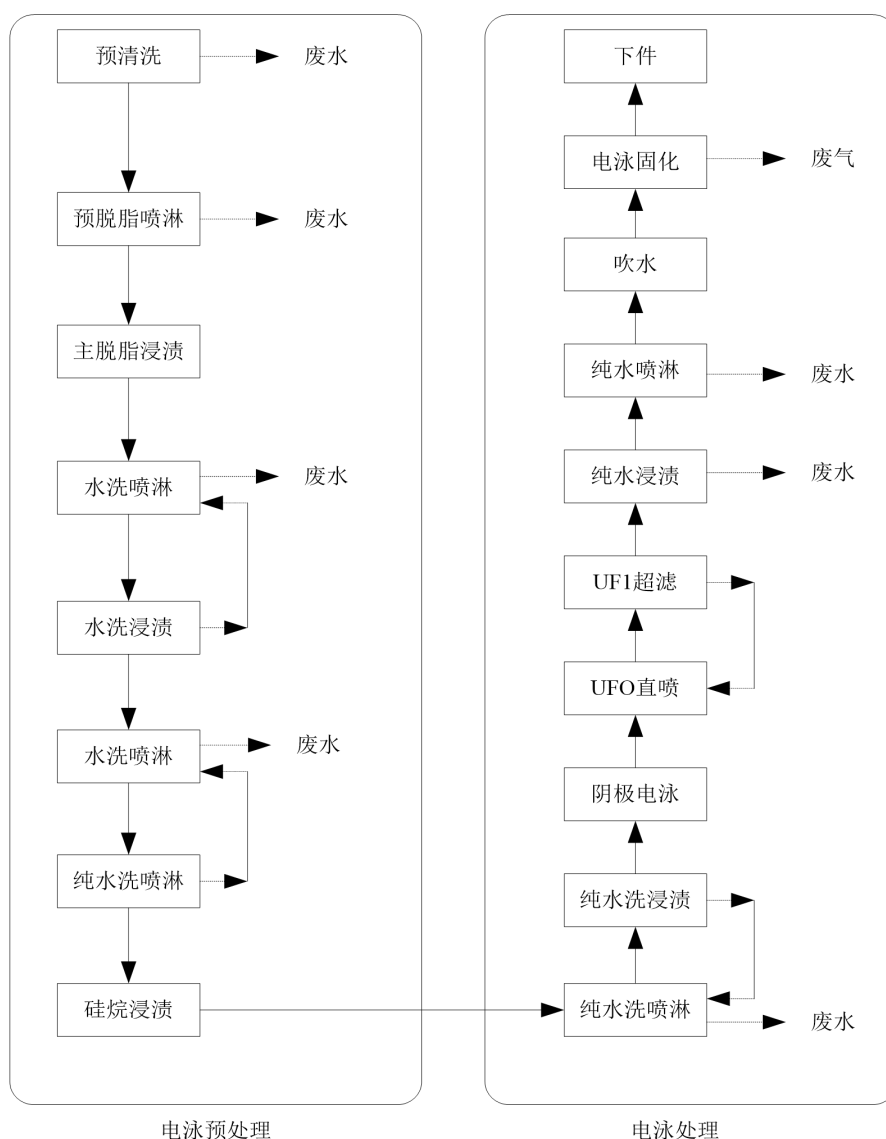 预清洗
废水
预脱脂喷淋
废水
主脱脂浸渍
水洗喷淋
废水
水洗浸渍
水洗喷淋
废水
纯水洗喷淋
硅烷浸渍
电泳预处理
下件
电泳固化
废气
吹水
纯水喷淋
废水
纯水浸渍
废水
UF1超滤
UFO直喷
阴极电泳
纯水洗浸渍
纯水洗喷淋
废水
电泳处理